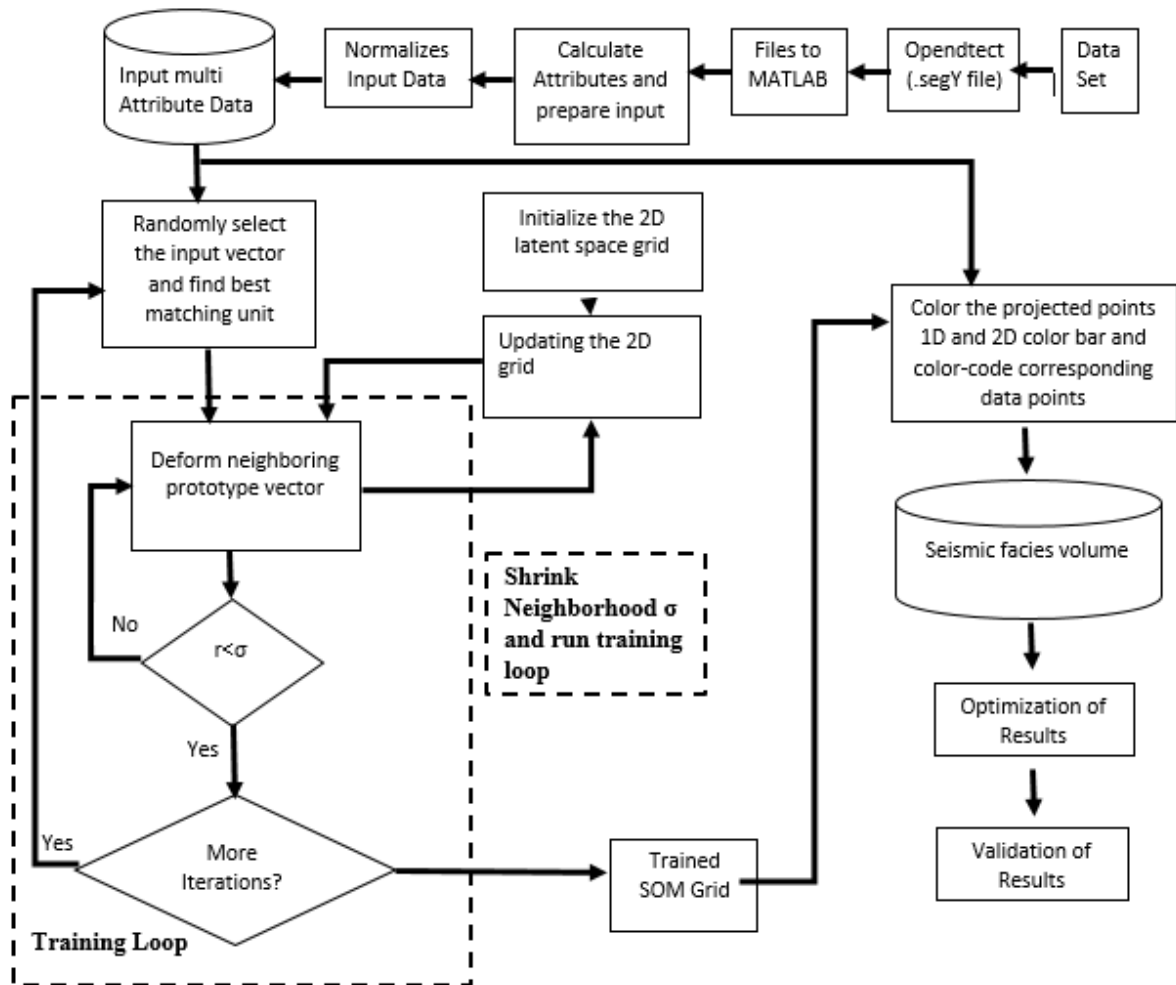 Input multi
Attribute Data
Normalizes
Input Data
Calculate
Attributes and
prepare input
Files to
MATLAB
Opendtect
(.segY file)
Data
Set
Randomly select
the input vector
and find best
matching unit
Initialize the 2D
latent space grid
Updating the 2D
grid
Color the projected points
1D and 2D color bar and
color-code corresponding
data points
Deform neighboring
prototype vector
Shrink
Neighborhood σ
and run training
loop
Seismic facies volume
No
r<σ
Yes
Optimization of
Results
Yes
More
Iterations?
Trained
SOM Grid
Validation of
Results
Training Loop